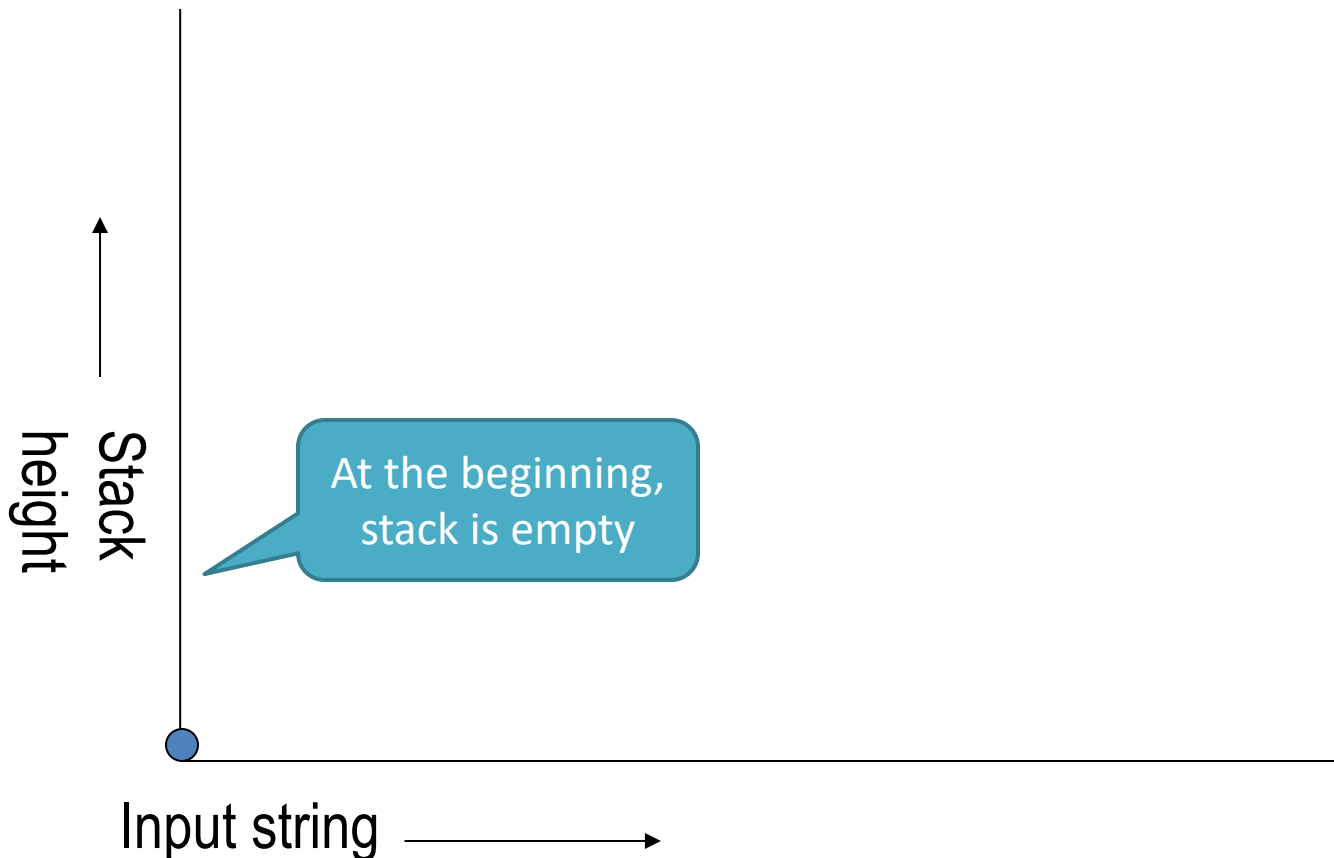 Stack
height
At the beginning,
stack is empty
Input string